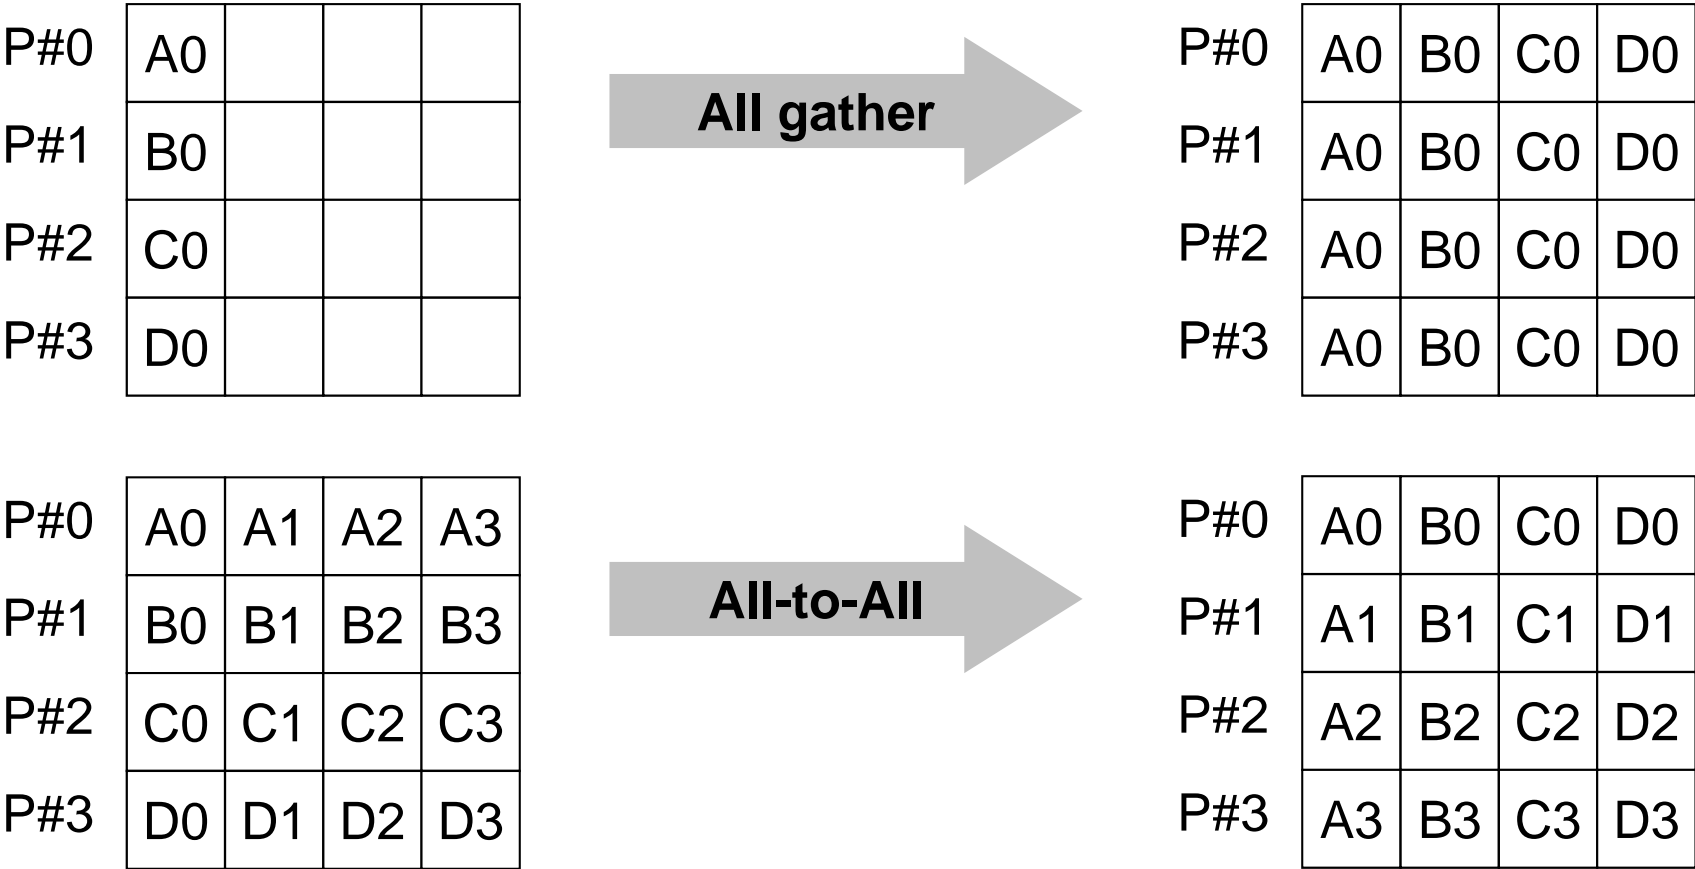 P#0 A0 All gather P#0 A0 B0 C0 D0
P#1 B0 P#1 A0 B0 C0 D0
P#2 C0 P#2 A0 B0 C0 D0
P#3 D0 P#3 A0 B0 C0 D0
P#0 A0 A1 A2 A3 All-to-All P#0 A0 B0 C0 D0
P#1 B0 B1 B2 B3 P#1 A1 B1 C1 D1
P#2 C0 C1 C2 C3 P#2 A2 B2 C2 D2
P#3 D0 D1 D2 D3 P#3 A3 B3 C3 D3